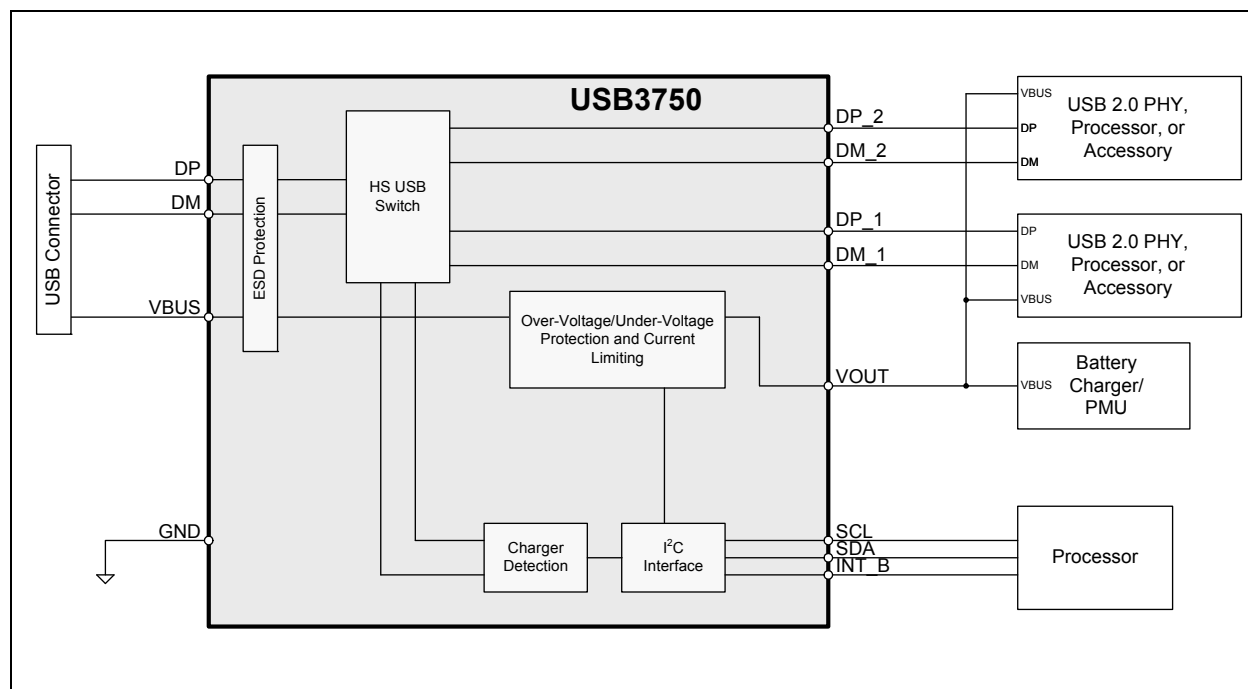 USB3750
USB Connector
DP
DM
VBUS
GND
ESD Protection
HS USB
Switch
Over-Voltage/Under-Voltage
Protection and Current
Limiting
Charger
Detection
I²C
Interface
DP_2
DM_2
DP_1
DM_1
VOUT
SCL
SDA
INT_B
VBUS
DP
DM
USB 2.0 PHY,
Processor, or
Accessory
DP
DM
VBUS
USB 2.0 PHY,
Processor, or
Accessory
VBUS
Battery
Charger/
PMU
Processor